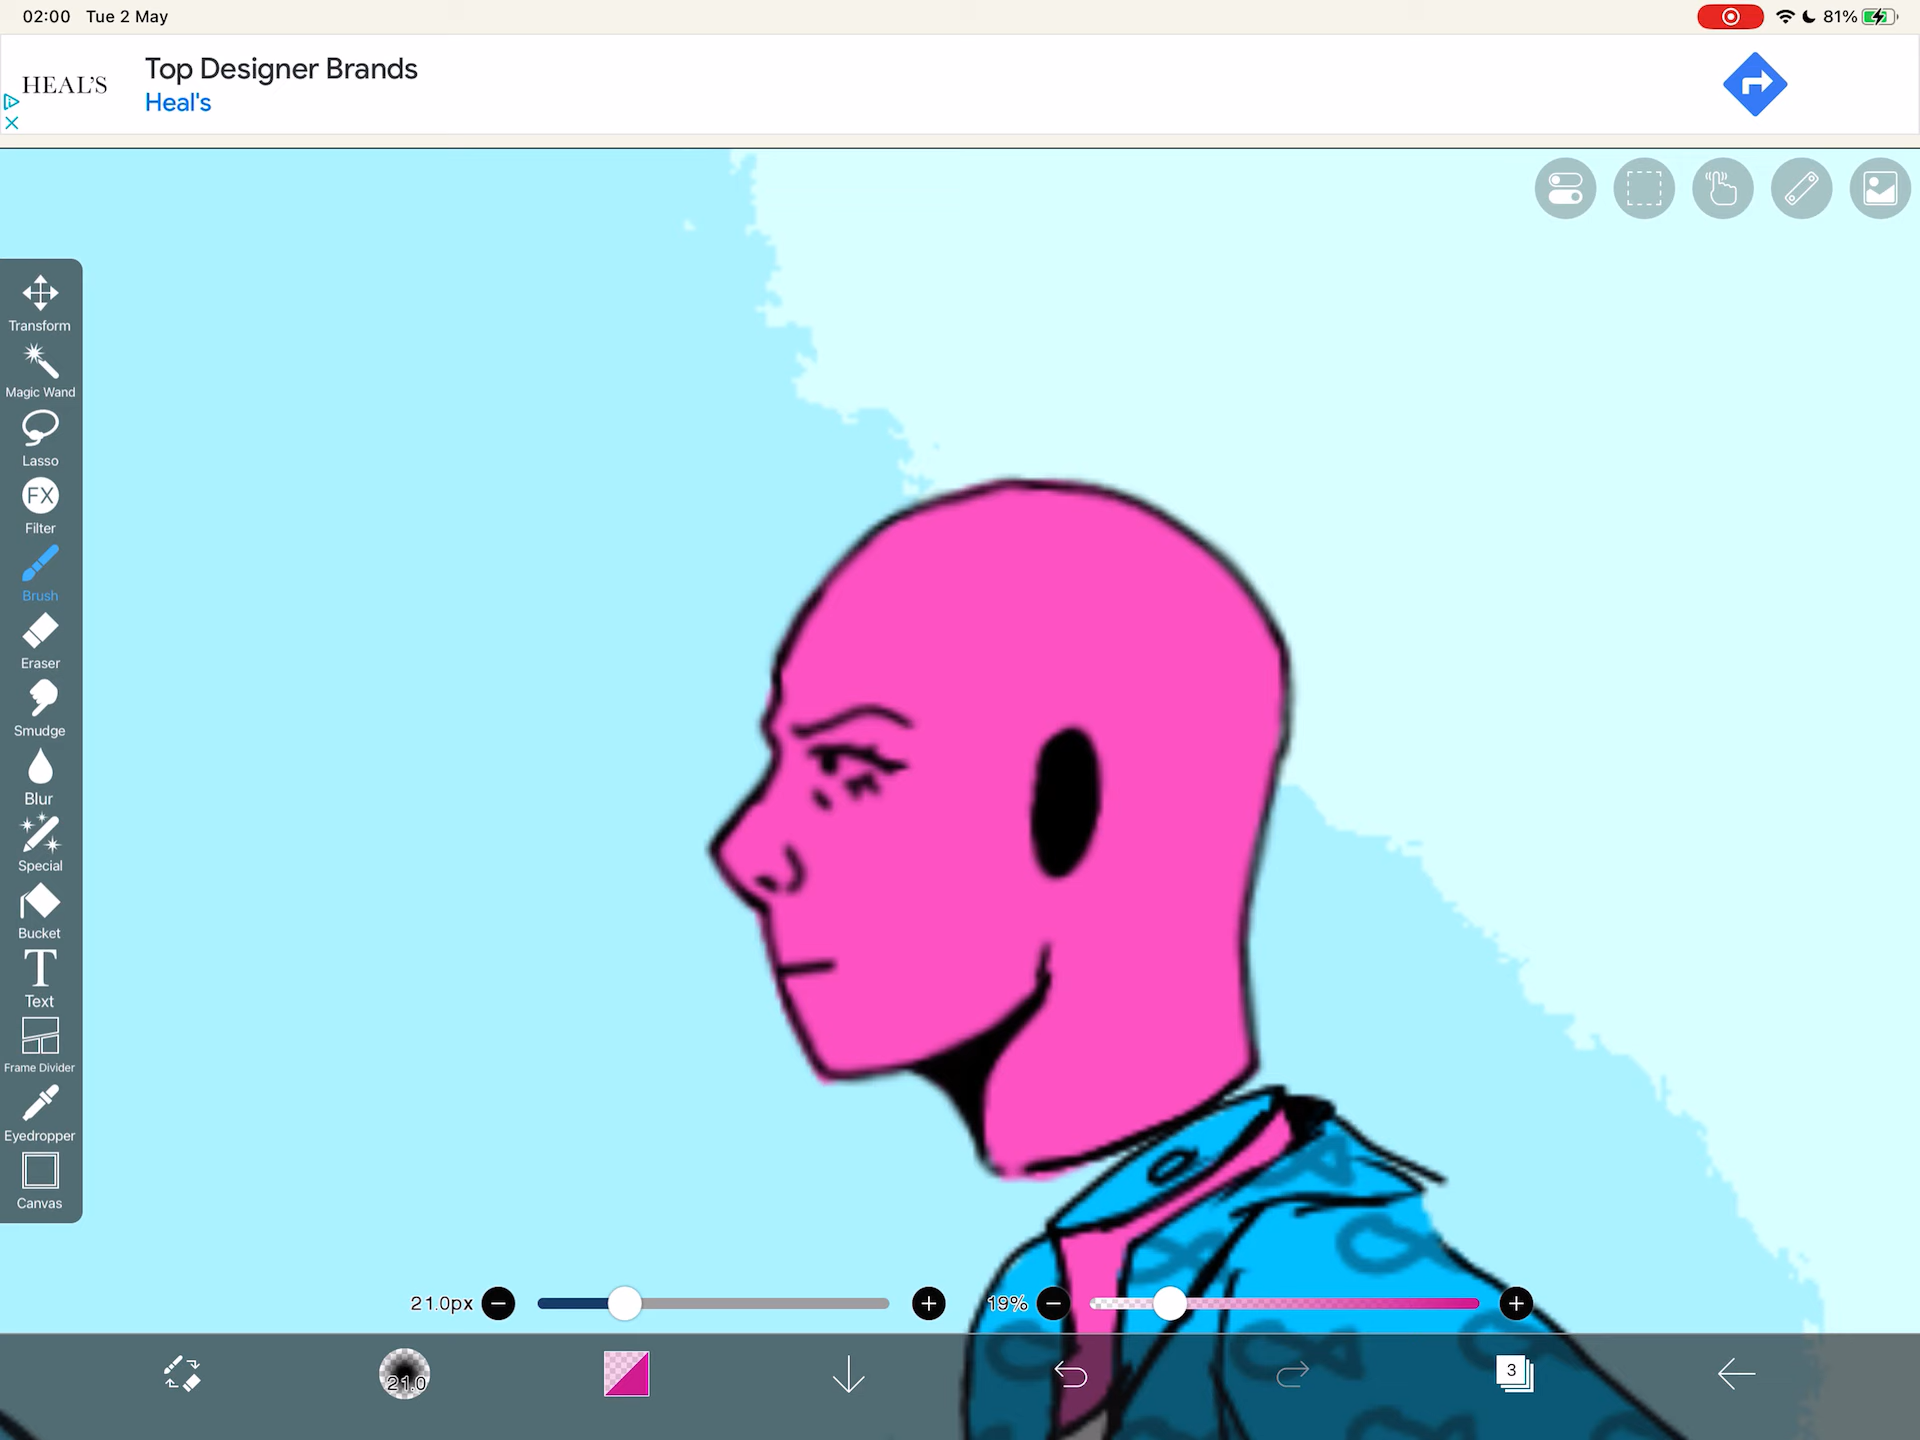 02:00 Tue 2 May
81%
HEAL'S
Top Designer Brands
Heal's
Transform
Magic Wand
Lasso
FX
Filter
Brush
Eraser
Smudge
Blur
Special
Bucket
T
Text
Frame Divider
Eyedropper
Canvas
21.0px
19%
21.0
3